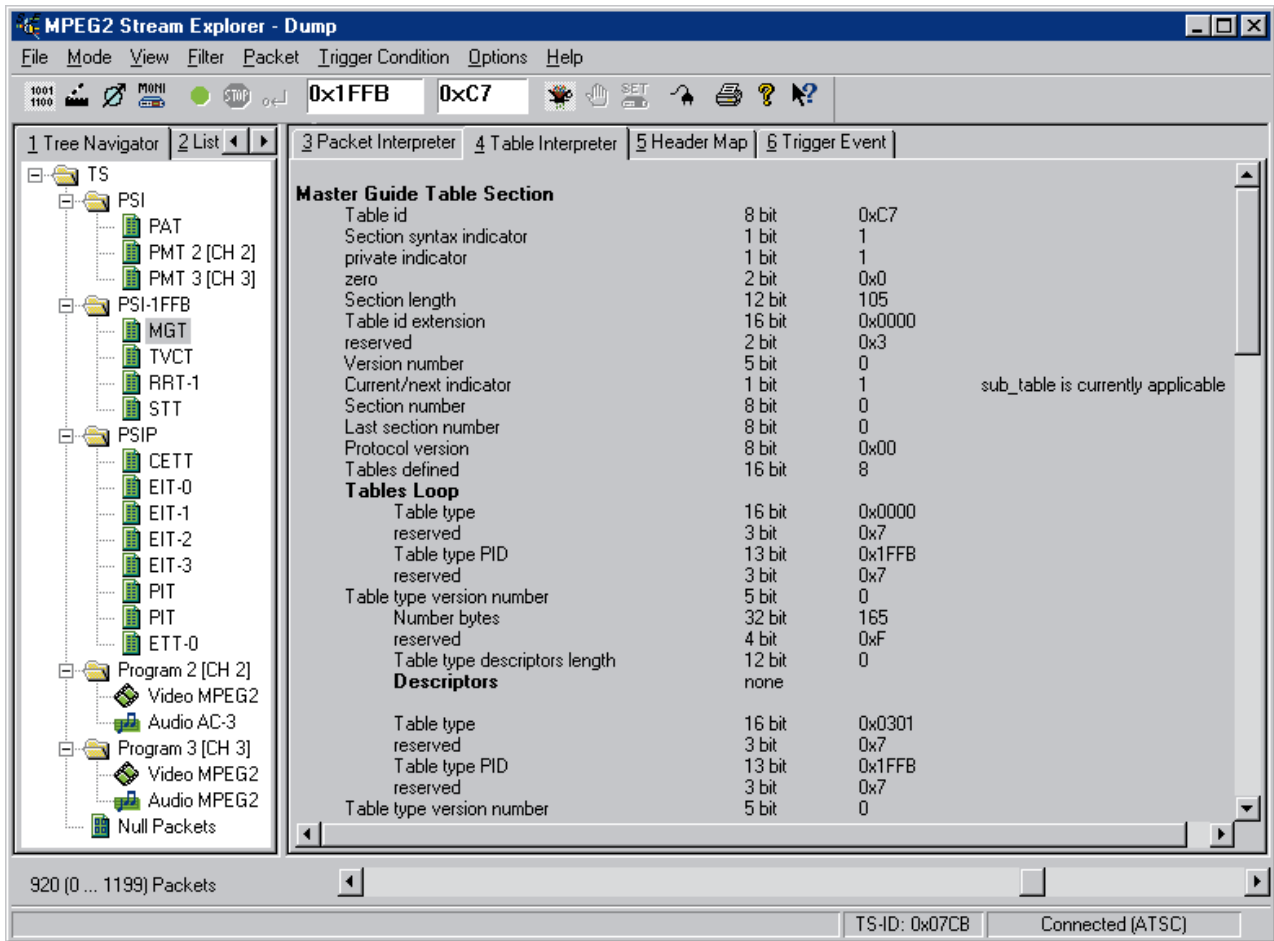 MPEG2 Stream Explorer - Dump
File Mode View Filter Packet Trigger Condition Options Help
1001 1100 MONI STOP 0x1FFB 0xC7 SET
1 Tree Navigator 2 List
3 Packet Interpreter 4 Table Interpreter 5 Header Map 6 Trigger Event
TS
PSI
PAT
PMT 2 [CH 2]
PMT 3 [CH 3]
PSI-1FFB
MGT
TVCT
RRT-1
STT
PSIP
CETT
EIT-0
EIT-1
EIT-2
EIT-3
PIT
PIT
ETT-0
Program 2 [CH 2]
Video MPEG2
Audio AC-3
Program 3 [CH 3]
Video MPEG2
Audio MPEG2
Null Packets
Master Guide Table Section
Table id 8 bit 0xC7
Section syntax indicator 1 bit 1
private indicator 1 bit 1
zero 2 bit 0x0
Section length 12 bit 105
Table id extension 16 bit 0x0000
reserved 2 bit 0x3
Version number 5 bit 0
Current/next indicator 1 bit 1 sub_table is currently applicable
Section number 8 bit 0
Last section number 8 bit 0
Protocol version 8 bit 0x00
Tables defined 16 bit 8
Tables Loop
Table type 16 bit 0x0000
reserved 3 bit 0x7
Table type PID 13 bit 0x1FFB
reserved 3 bit 0x7
Table type version number 5 bit 0
Number bytes 32 bit 165
reserved 4 bit 0xF
Table type descriptors length 12 bit 0
Descriptors none
Table type 16 bit 0x0301
reserved 3 bit 0x7
Table type PID 13 bit 0x1FFB
reserved 3 bit 0x7
Table type version number 5 bit 0
920 (0 ... 1199) Packets
TS-ID: 0x07CB Connected (ATSC)